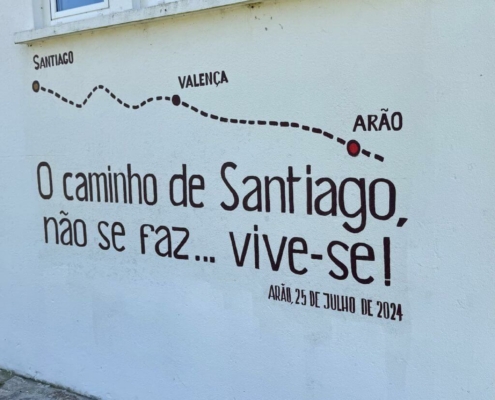 SANTIAGO
VALENÇA
ARÃO
O caminho de Santiago,
não se faz... vive-se!
ARÃO, 25 DE JULHO DE 2024